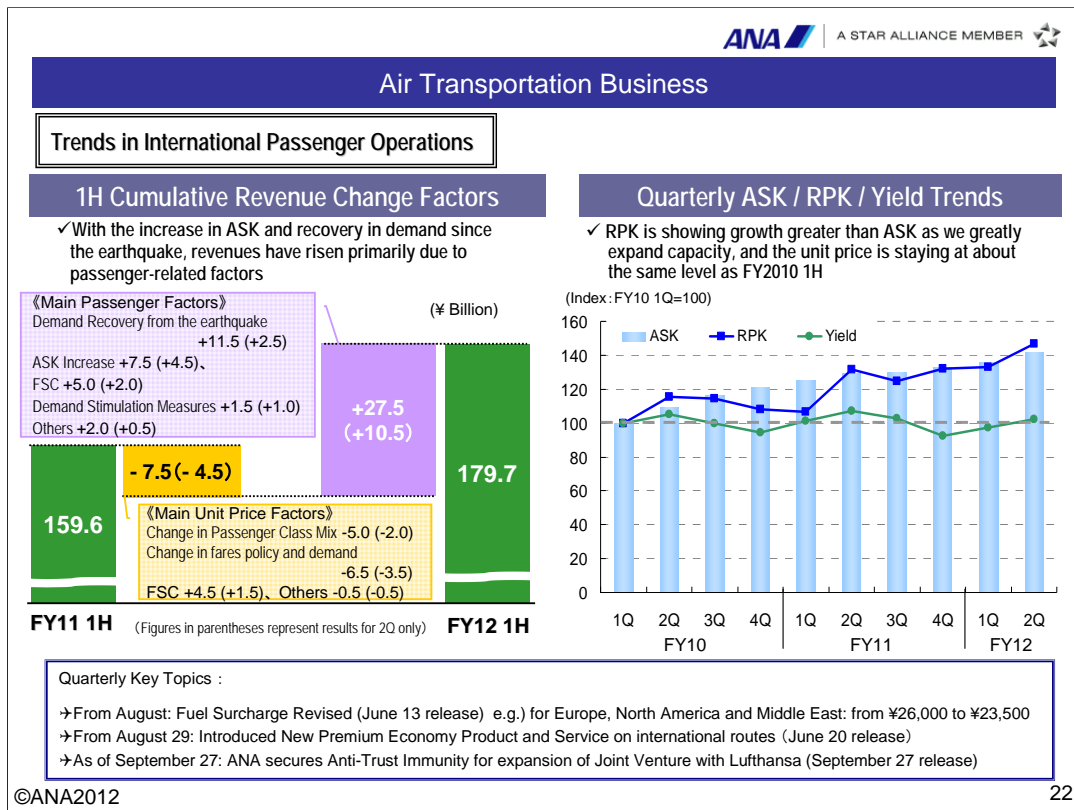 ANA
A STAR ALLIANCE MEMBER
Air Transportation Business
Trends in International Passenger Operations
1H Cumulative Revenue Change Factors
✓With the increase in ASK and recovery in demand since
the earthquake, revenues have risen primarily due to
passenger-related factors
《Main Passenger Factors》
Demand Recovery from the earthquake
+11.5 (+2.5)
ASK Increase +7.5 (+4.5)、
FSC +5.0 (+2.0)
Demand Stimulation Measures +1.5 (+1.0)
Others +2.0 (+0.5)
(¥ Billion)
+27.5
(+10.5)
- 7.5(- 4.5)
159.6
179.7
《Main Unit Price Factors》
Change in Passenger Class Mix -5.0 (-2.0)
Change in fares policy and demand
-6.5 (-3.5)
FSC +4.5 (+1.5)、Others -0.5 (-0.5)
FY11 1H
(Figures in parentheses represent results for 2Q only)
FY12 1H
Quarterly ASK / RPK / Yield Trends
✓ RPK is showing growth greater than ASK as we greatly
expand capacity, and the unit price is staying at about
the same level as FY2010 1H
(Index:FY10 1Q=100)
ASK RPK Yield
160
140
120
100
80
60
40
20
0
1Q 2Q 3Q 4Q 1Q 2Q 3Q 4Q 1Q 2Q
FY10 FY11 FY12
Quarterly Key Topics :
✈From August: Fuel Surcharge Revised (June 13 release) e.g.) for Europe, North America and Middle East: from ¥26,000 to ¥23,500
✈From August 29: Introduced New Premium Economy Product and Service on international routes (June 20 release)
✈As of September 27: ANA secures Anti-Trust Immunity for expansion of Joint Venture with Lufthansa (September 27 release)
©ANA2012
22